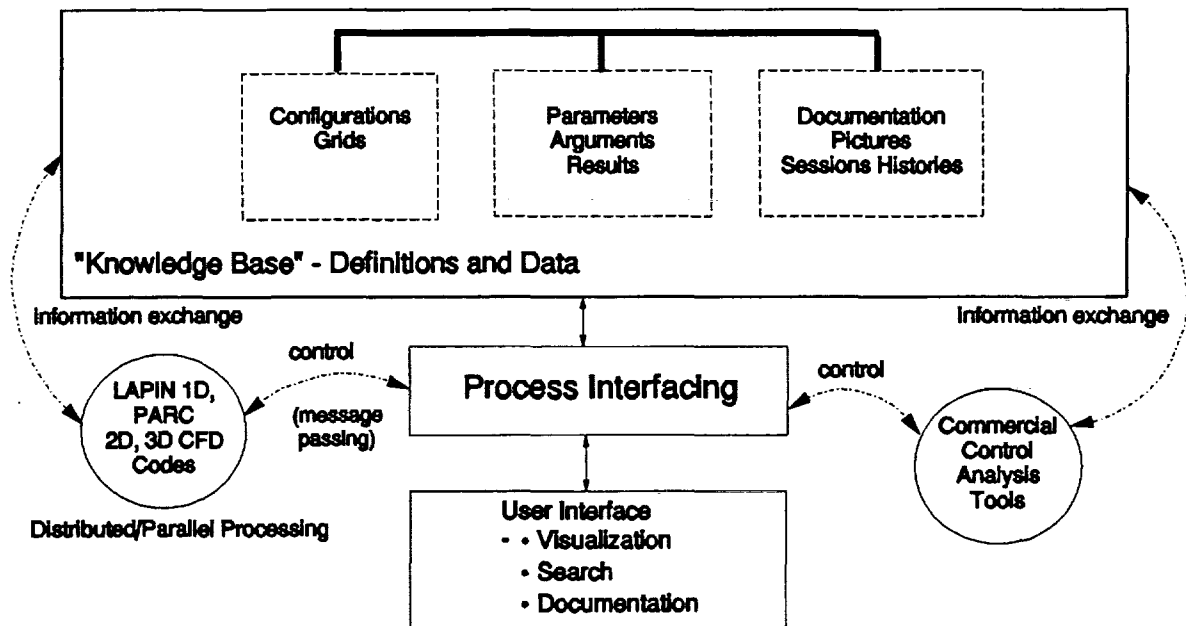 Configurations
Grids
Parameters
Arguments
Results
Documentation
Pictures
Sessions Histories
"Knowledge Base" - Definitions and Data
information exchange
information exchange
control
(message
passing)
Process Interfacing
control
LAPIN 1D,
PARC
2D, 3D CFD
Codes
Distributed/Parallel Processing
Commercial
Control
Analysis
Tools
User Interface
- • Visualization
• Search
• Documentation